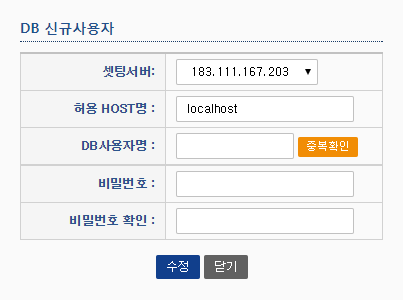 DB 신규사용자
셋팅서버: 183.111.167.203
허용 HOST명 : localhost
DB사용자명 : 중복확인
비밀번호 :
비밀번호 확인 :
수정 닫기